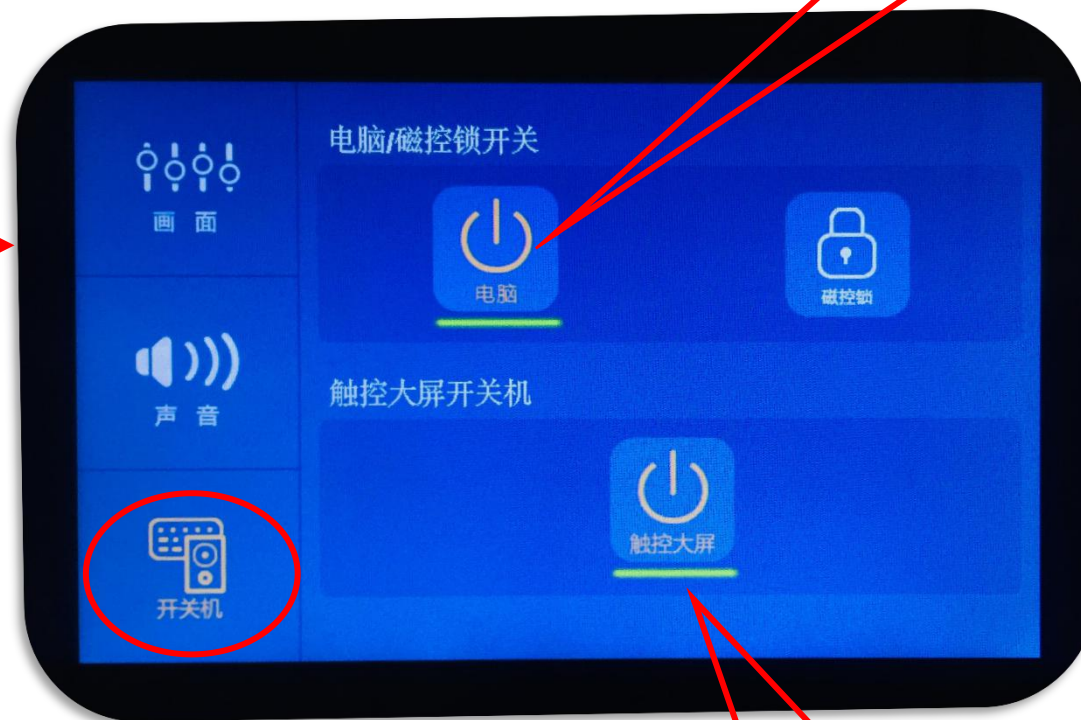 画 面
声 音
开关机
电脑/磁控锁开关
电脑
磁控锁
触控大屏开关机
触控大屏